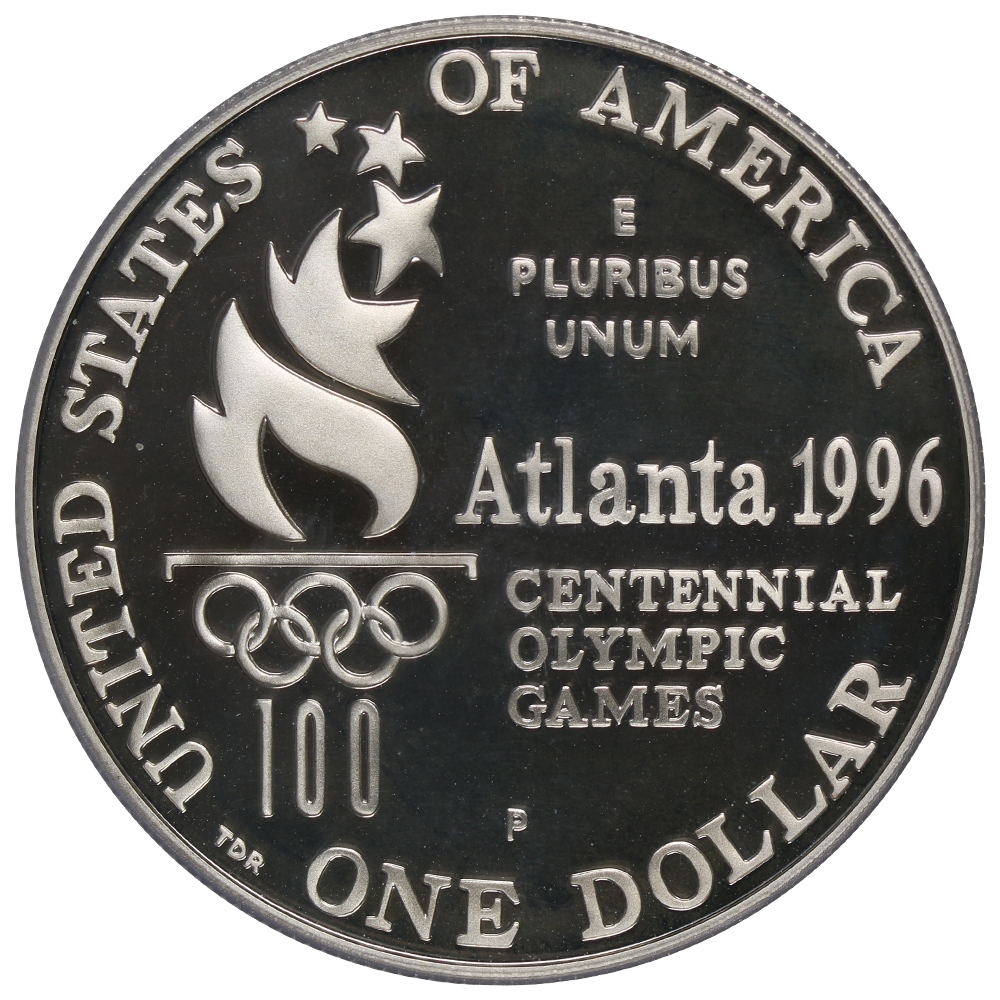 UNITED STATES OF AMERICA
E
PLURIBUS
UNUM
Atlanta 1996
CENTENNIAL
OLYMPIC
GAMES
100
P
TDR
ONE DOLLAR